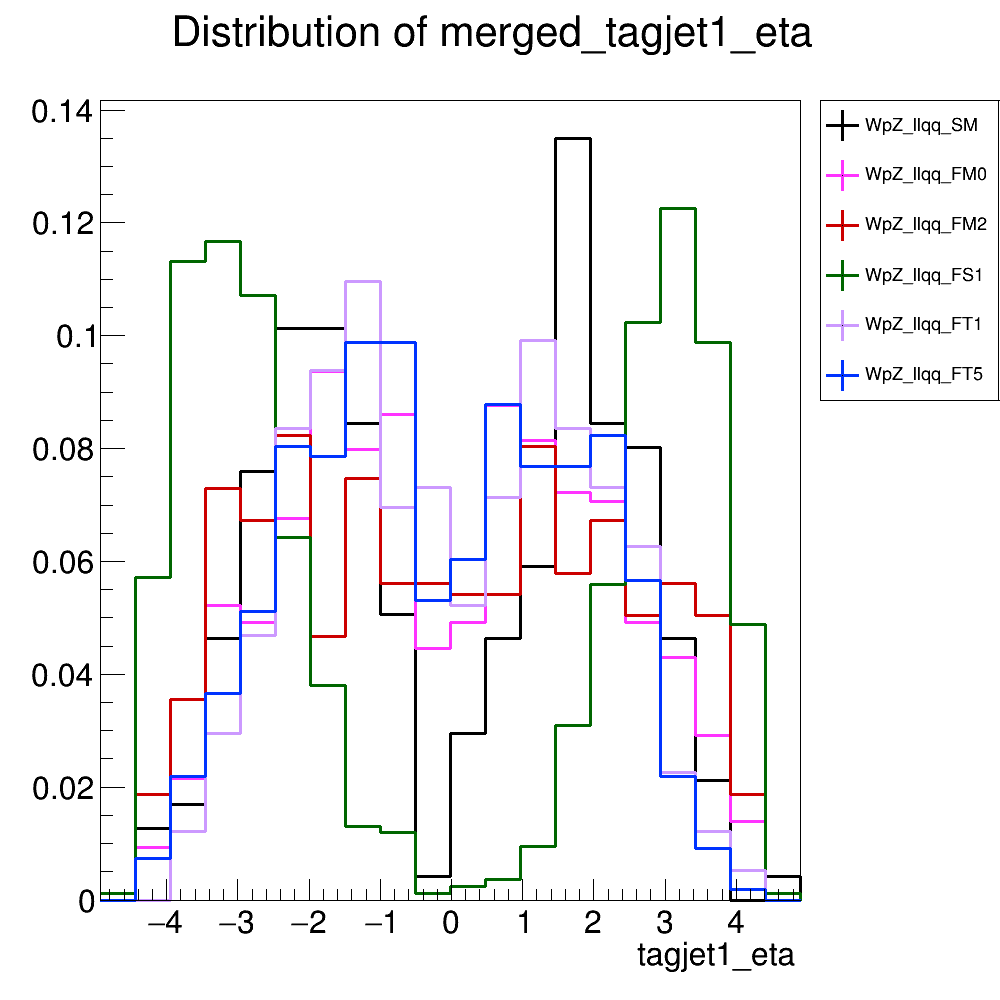 Distribution of merged_tagjet1_eta
0.14
0.12
0.1
0.08
0.06
0.04
0.02
0
−4 −3 −2 −1 0 1 2 3 4
tagjet1_eta
WpZ_llqq_SM
WpZ_llqq_FM0
WpZ_llqq_FM2
WpZ_llqq_FS1
WpZ_llqq_FT1
WpZ_llqq_FT5